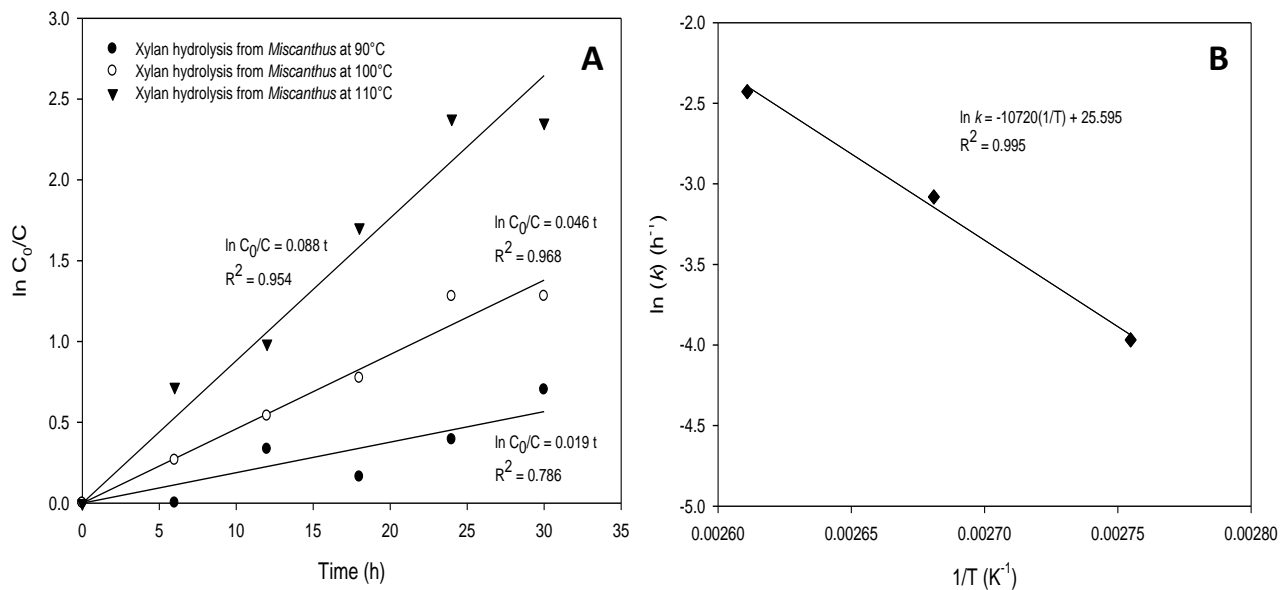 A
Xylan hydrolysis from Miscanthus at 90°C
Xylan hydrolysis from Miscanthus at 100°C
Xylan hydrolysis from Miscanthus at 110°C
ln C0/C = 0.088 t
R2 = 0.954
ln C0/C = 0.046 t
R2 = 0.968
ln C0/C = 0.019 t
R2 = 0.786
ln C0/C
3.0
2.5
2.0
1.5
1.0
0.5
0.0
0 5 10 15 20 25 30 35
Time (h)
B
ln k = -10720(1/T) + 25.595
R2 = 0.995
ln (k) (h-1)
-2.0
-2.5
-3.0
-3.5
-4.0
-4.5
-5.0
0.00260 0.00265 0.00270 0.00275 0.00280
1/T (K-1)